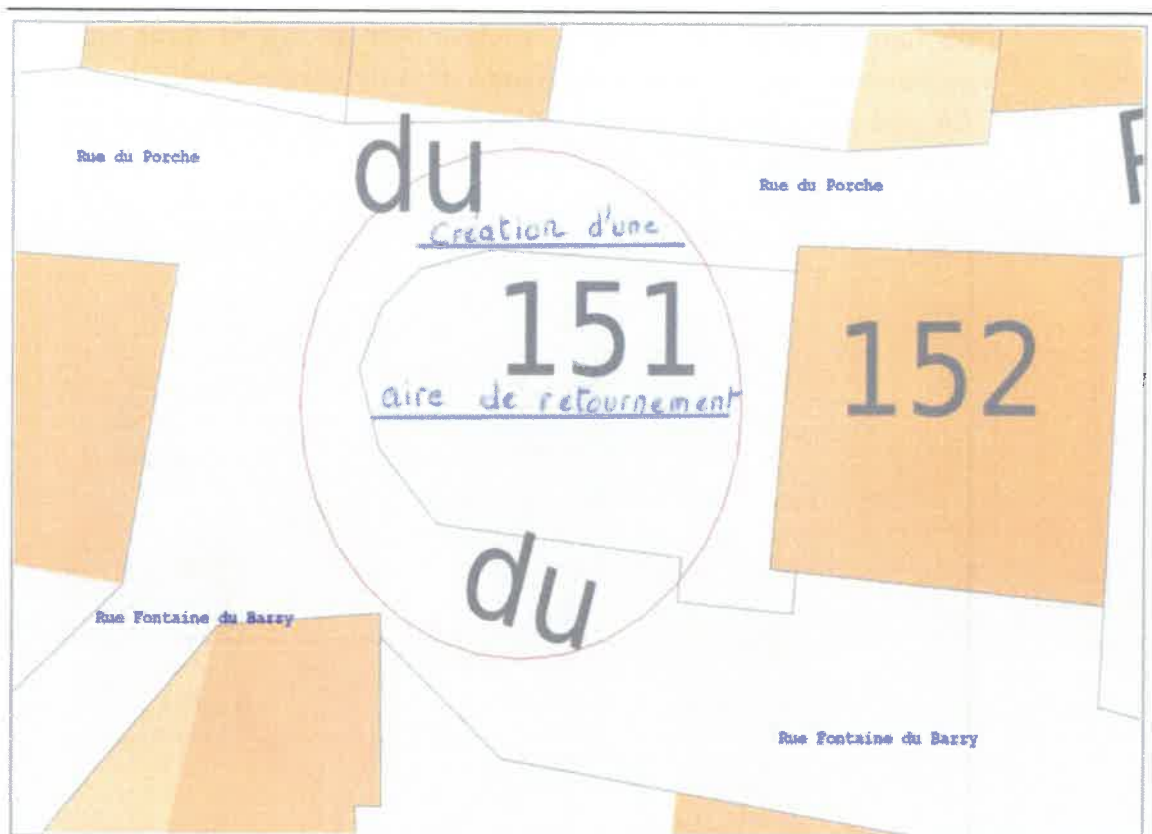 du
Rue du Porche
Rue du Porche
Création d'une
151
152
aire de retournement
du
Rue Fontaine du Barry
Rue Fontaine du Barry